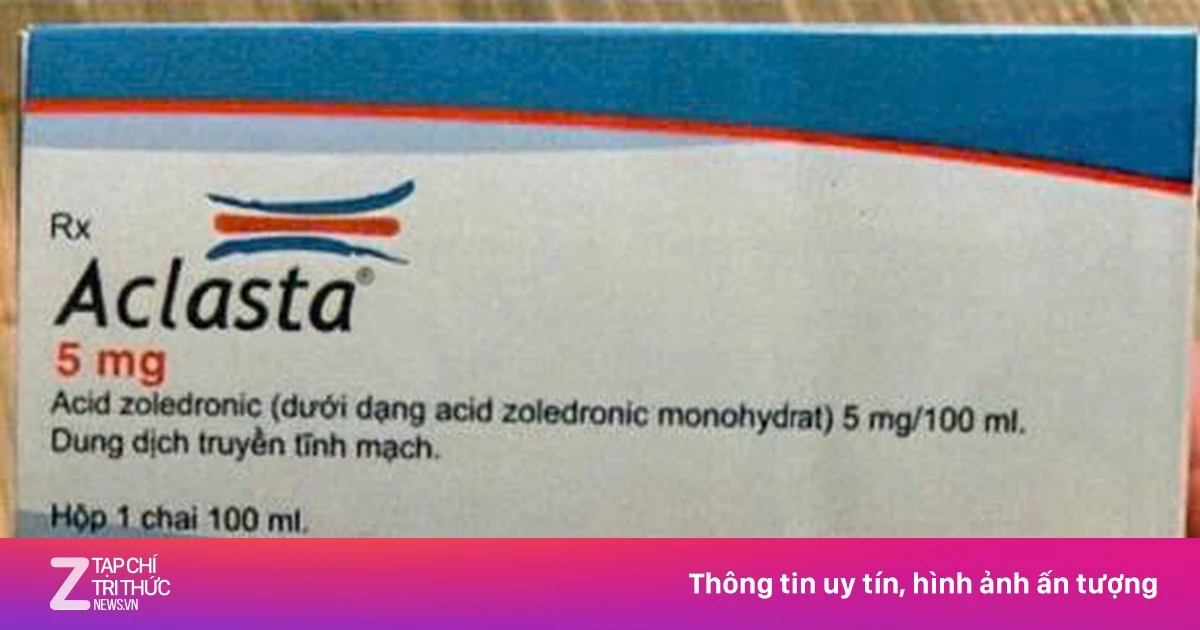 Rx
Aclasta®
5 mg
Acid zoledronic (dưới dạng acid zoledronic monohydrat) 5 mg/100 ml.
Dung dịch truyền tĩnh mạch.
Hộp 1 chai 100 ml.
Z TẠP CHÍ
TRI THỨC
NEWS.VN
Thông tin uy tín, hình ảnh ấn tượng